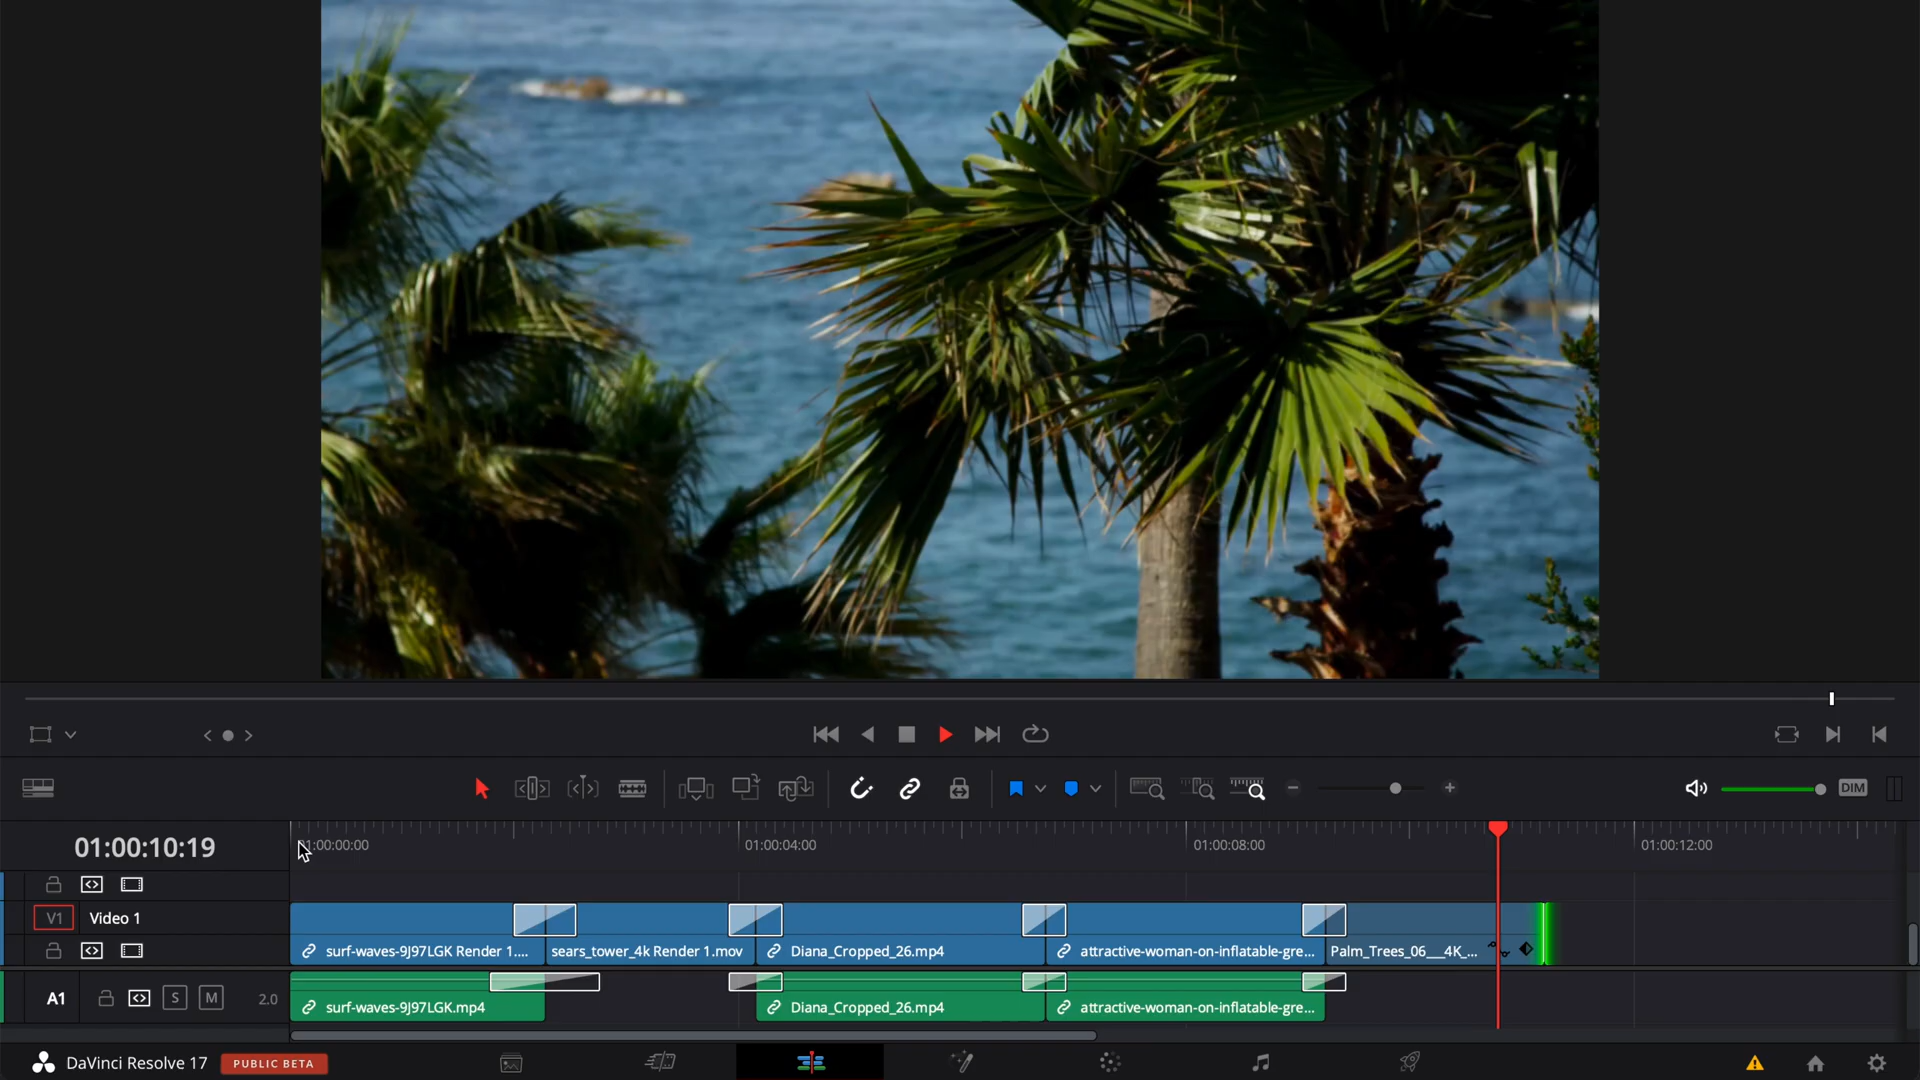 DIM
01:00:10:19
01:00:00:00
01:00:04:00
01:00:08:00
01:00:12:00
V1 Video 1
surf-waves-9J97LGK Render 1....
sears_tower_4k Render 1.mov
Diana_Cropped_26.mp4
attractive-woman-on-inflatable-gre...
Palm_Trees_06__4K_...
A1 S M 2.0
surf-waves-9J97LGK.mp4
Diana_Cropped_26.mp4
attractive-woman-on-inflatable-gre...
DaVinci Resolve 17 PUBLIC BETA